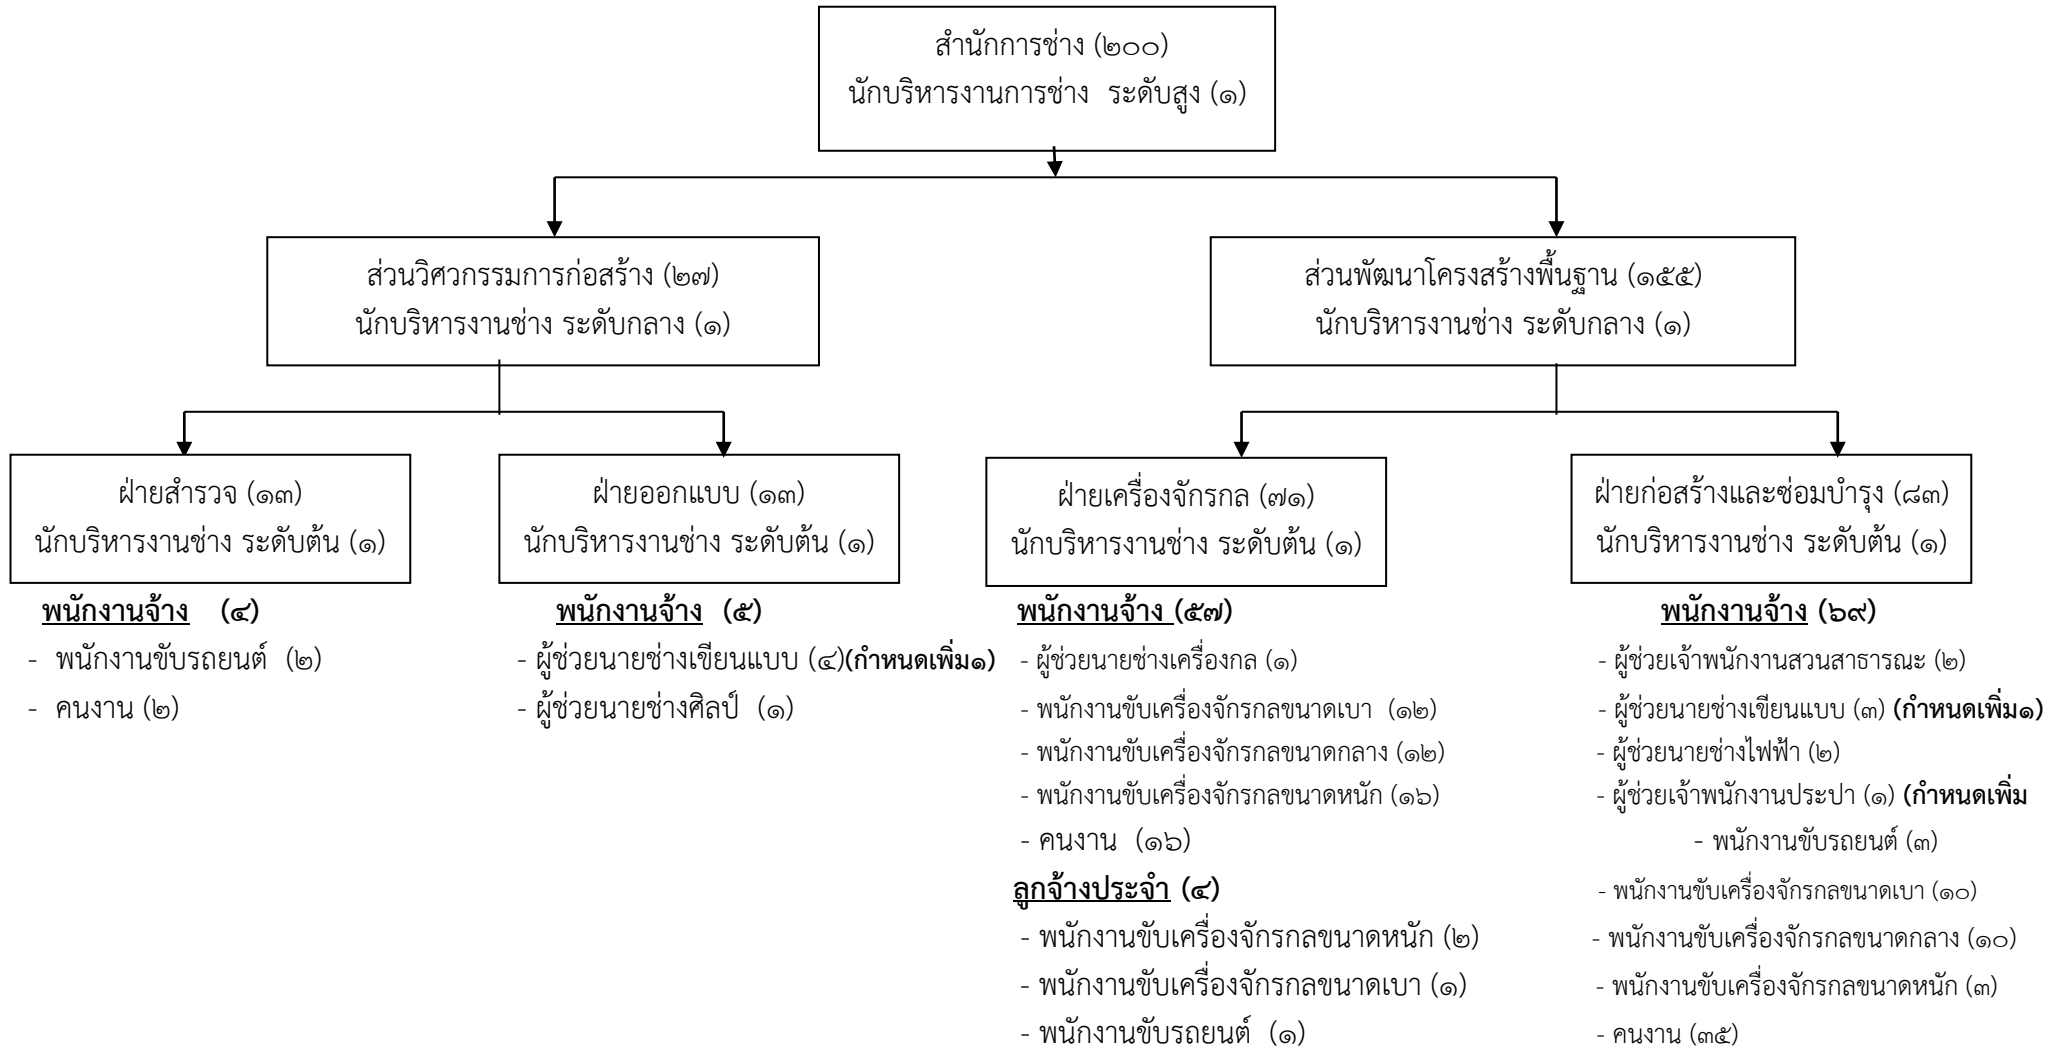 สำนักการช่าง (๒๐๐)
นักบริหารงานการช่าง ระดับสูง (๑)
ส่วนวิศวกรรมการก่อสร้าง (๒๗)
นักบริหารงานช่าง ระดับกลาง (๑)
ส่วนพัฒนาโครงสร้างพื้นฐาน (๑๕๕)
นักบริหารงานช่าง ระดับกลาง (๑)
ฝ่ายสำรวจ (๑๓)
นักบริหารงานช่าง ระดับต้น (๑)
พนักงานจ้าง (๔)
- พนักงานขับรถยนต์ (๒)
- คนงาน (๒)
ฝ่ายออกแบบ (๑๓)
นักบริหารงานช่าง ระดับต้น (๑)
พนักงานจ้าง (๕)
- ผู้ช่วยนายช่างเขียนแบบ (๔)(กำหนดเพิ่ม๑)
- ผู้ช่วยนายช่างศิลป์ (๑)
ฝ่ายเครื่องจักรกล (๗๑)
นักบริหารงานช่าง ระดับต้น (๑)
พนักงานจ้าง (๕๗)
- ผู้ช่วยนายช่างเครื่องกล (๑)
- พนักงานขับเครื่องจักรกลขนาดเบา (๑๒)
- พนักงานขับเครื่องจักรกลขนาดกลาง (๑๒)
- พนักงานขับเครื่องจักรกลขนาดหนัก (๑๖)
- คนงาน (๑๖)
ลูกจ้างประจำ (๔)
- พนักงานขับเครื่องจักรกลขนาดหนัก (๒)
- พนักงานขับเครื่องจักรกลขนาดเบา (๑)
- พนักงานขับรถยนต์ (๑)
ฝ่ายก่อสร้างและซ่อมบำรุง (๘๓)
นักบริหารงานช่าง ระดับต้น (๑)
พนักงานจ้าง (๖๙)
- ผู้ช่วยเจ้าพนักงานสวนสาธารณะ (๒)
- ผู้ช่วยนายช่างเขียนแบบ (๓) (กำหนดเพิ่ม๑)
- ผู้ช่วยนายช่างไฟฟ้า (๒)
- ผู้ช่วยเจ้าพนักงานประปา (๑) (กำหนดเพิ่ม
- พนักงานขับรถยนต์ (๓)
- พนักงานขับเครื่องจักรกลขนาดเบา (๑๐)
- พนักงานขับเครื่องจักรกลขนาดกลาง (๑๐)
- พนักงานขับเครื่องจักรกลขนาดหนัก (๓)
- คนงาน (๓๕)